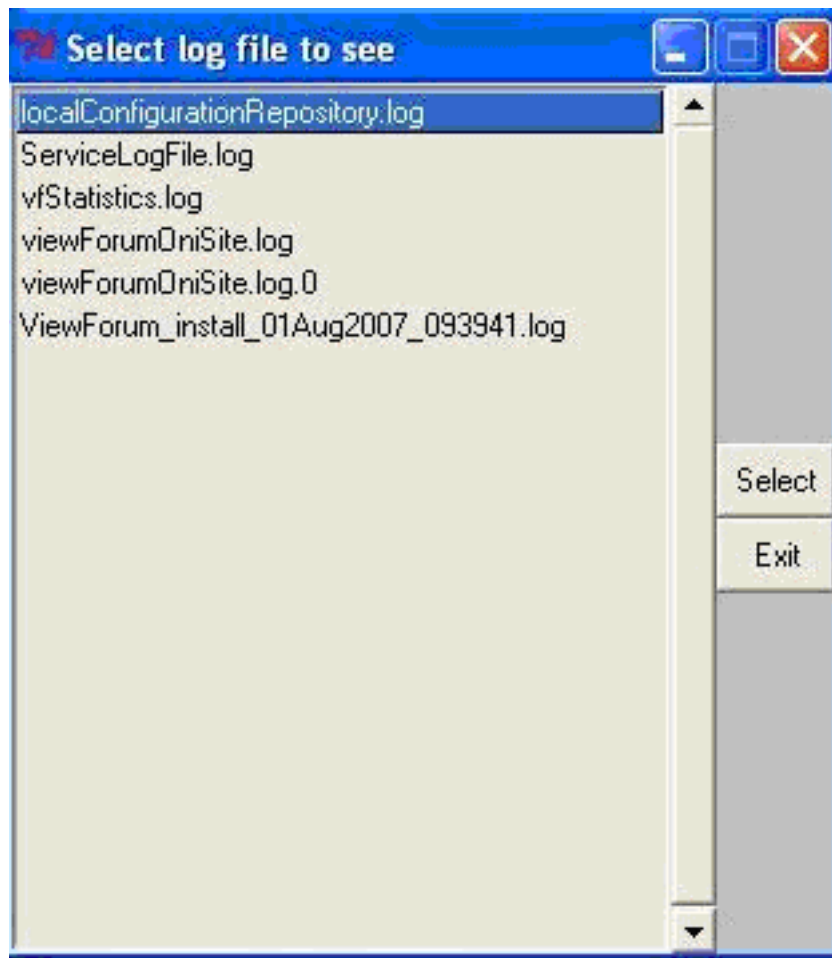 Select log file to see
localConfigurationRepository.log
ServiceLogFile.log
vfStatistics.log
viewForumOniSite.log
viewForumOniSite.log.0
ViewForum_install_01Aug2007_093941.log
Select
Exit